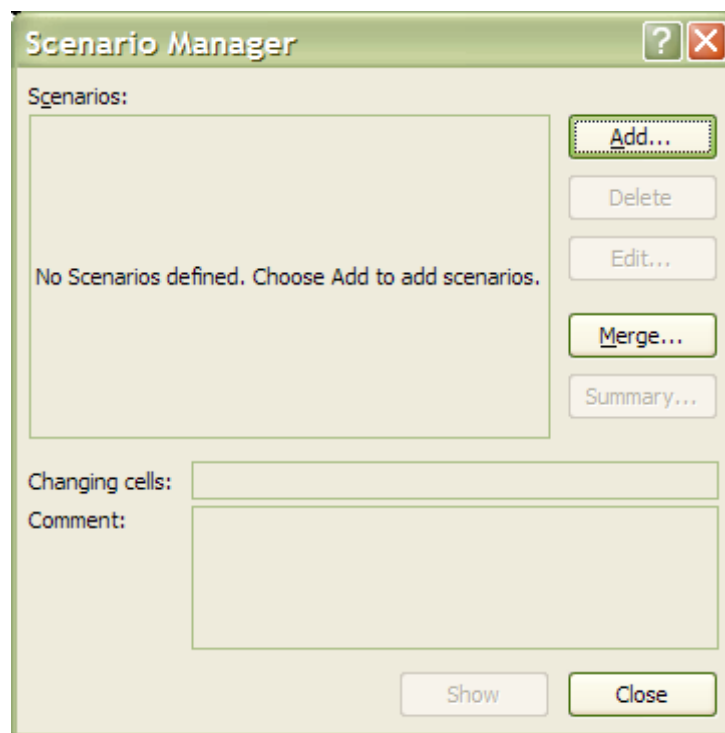 Scenario Manager
?
Scenarios:
Add...
Delete
Edit...
No Scenarios defined. Choose Add to add scenarios.
Merge...
Summary...
Changing cells:
Comment:
Show
Close